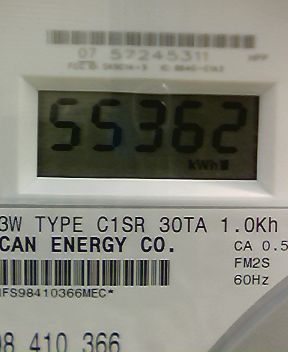 07 57245311
55362
kWh
3W TYPE C1SR 30TA 1.0Kh
CAN ENERGY CO.
CA 0.5
FM2S
60Hz
IFS98410366MEC*
98 410 366